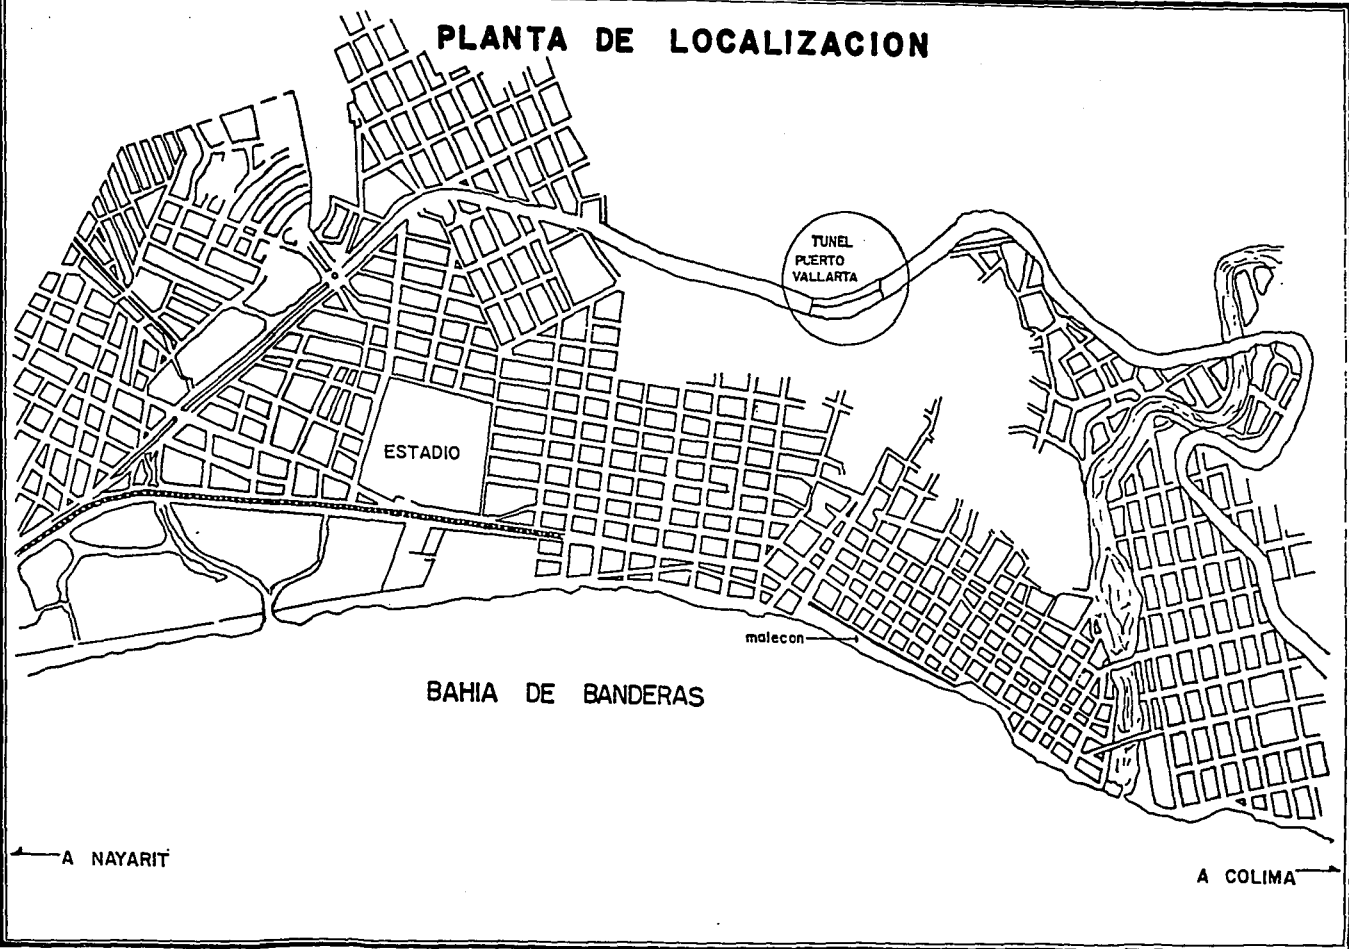 PLANTA DE LOCALIZACION
TUNEL
PUERTO
VALLARTA
ESTADIO
malecon
BAHIA DE BANDERAS
A NAYARIT
A COLIMA